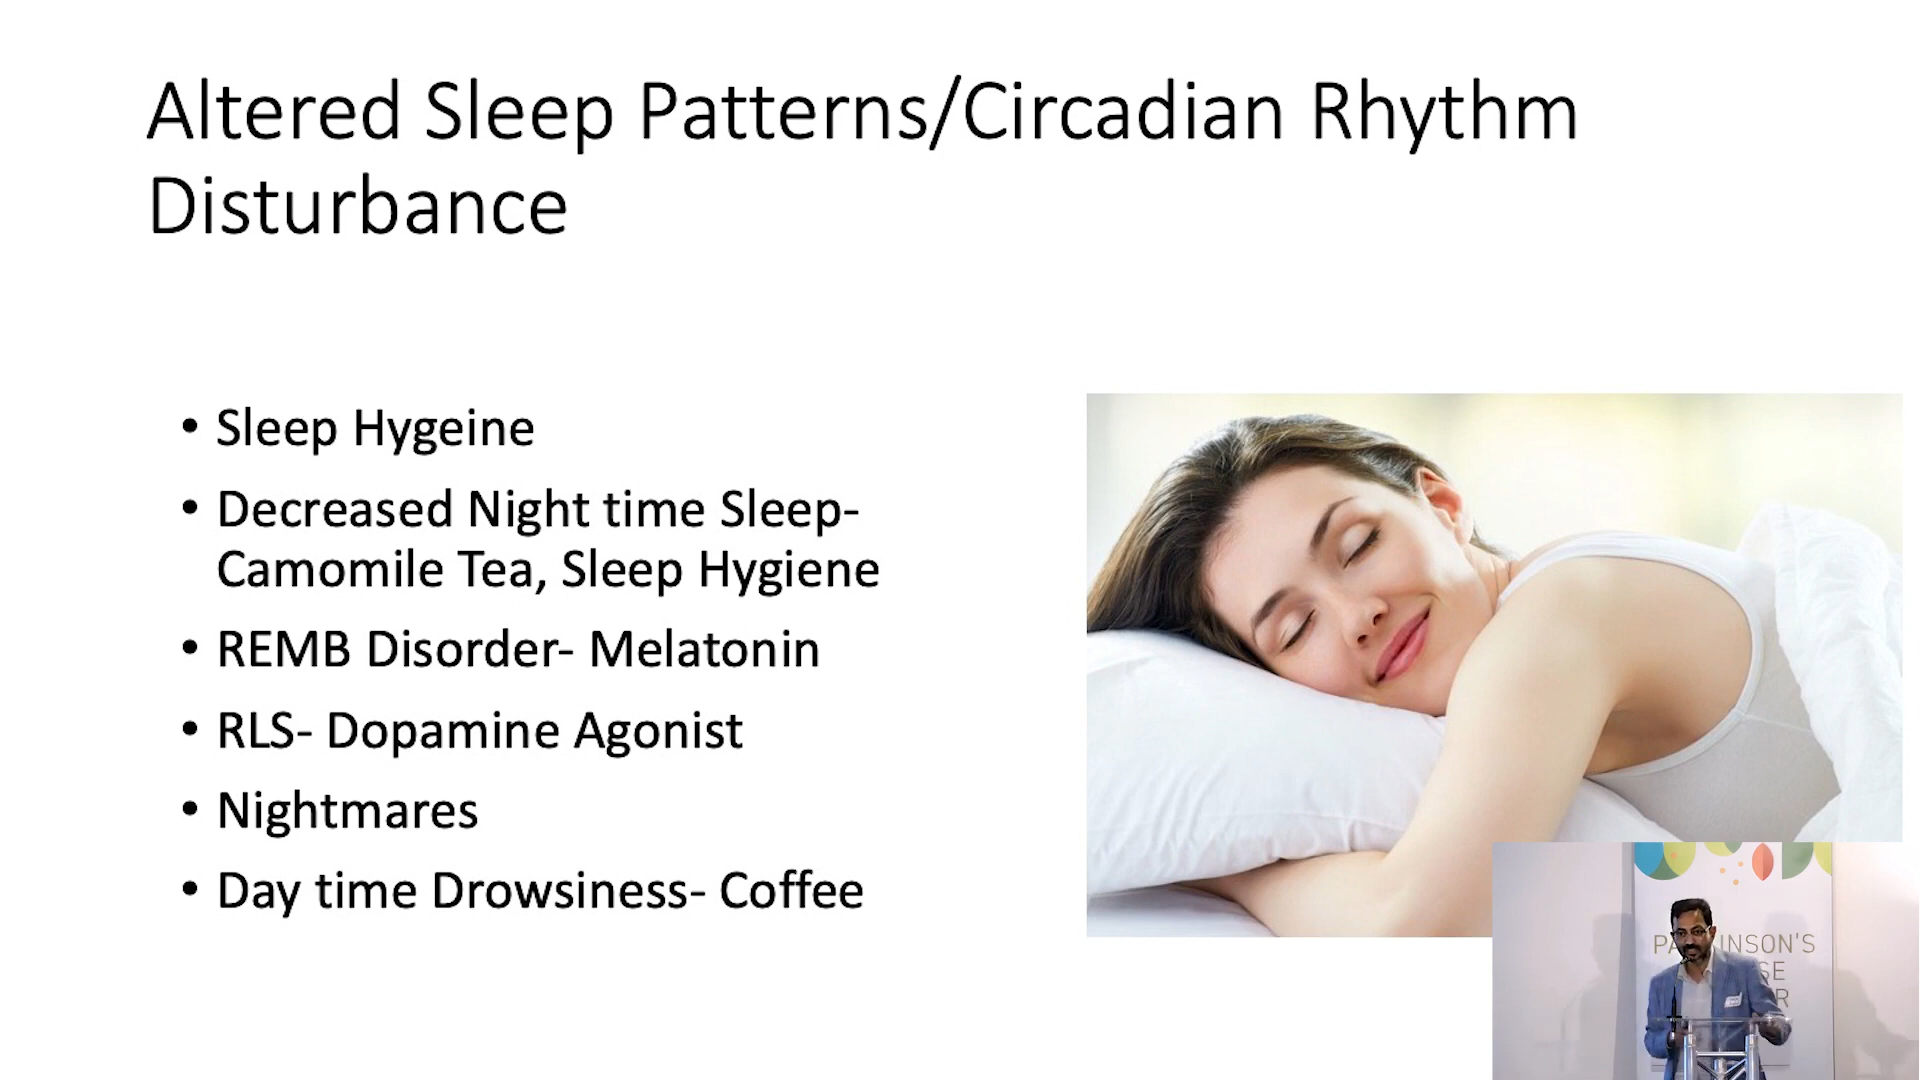 Altered Sleep Patterns/Circadian Rhythm
Disturbance
• Sleep Hygeine
• Decreased Night time Sleep-
Camomile Tea, Sleep Hygiene
• REMB Disorder- Melatonin
• RLS- Dopamine Agonist
• Nightmares
• Day time Drowsiness- Coffee